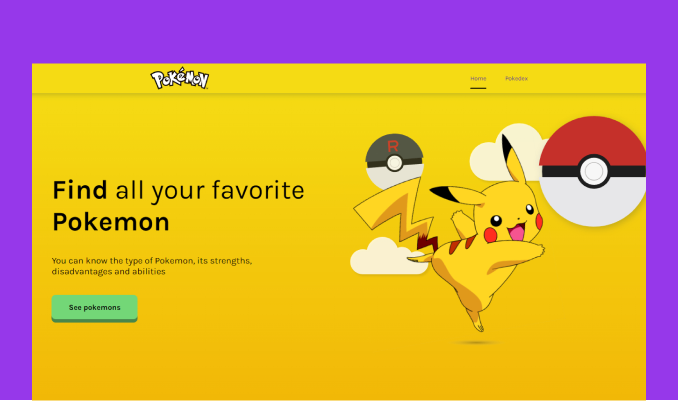 POKéMON
Home
Pokedex
R
Find all your favorite
Pokemon
You can know the type of Pokemon, its strengths,
disadvantages and abilities
See pokemons